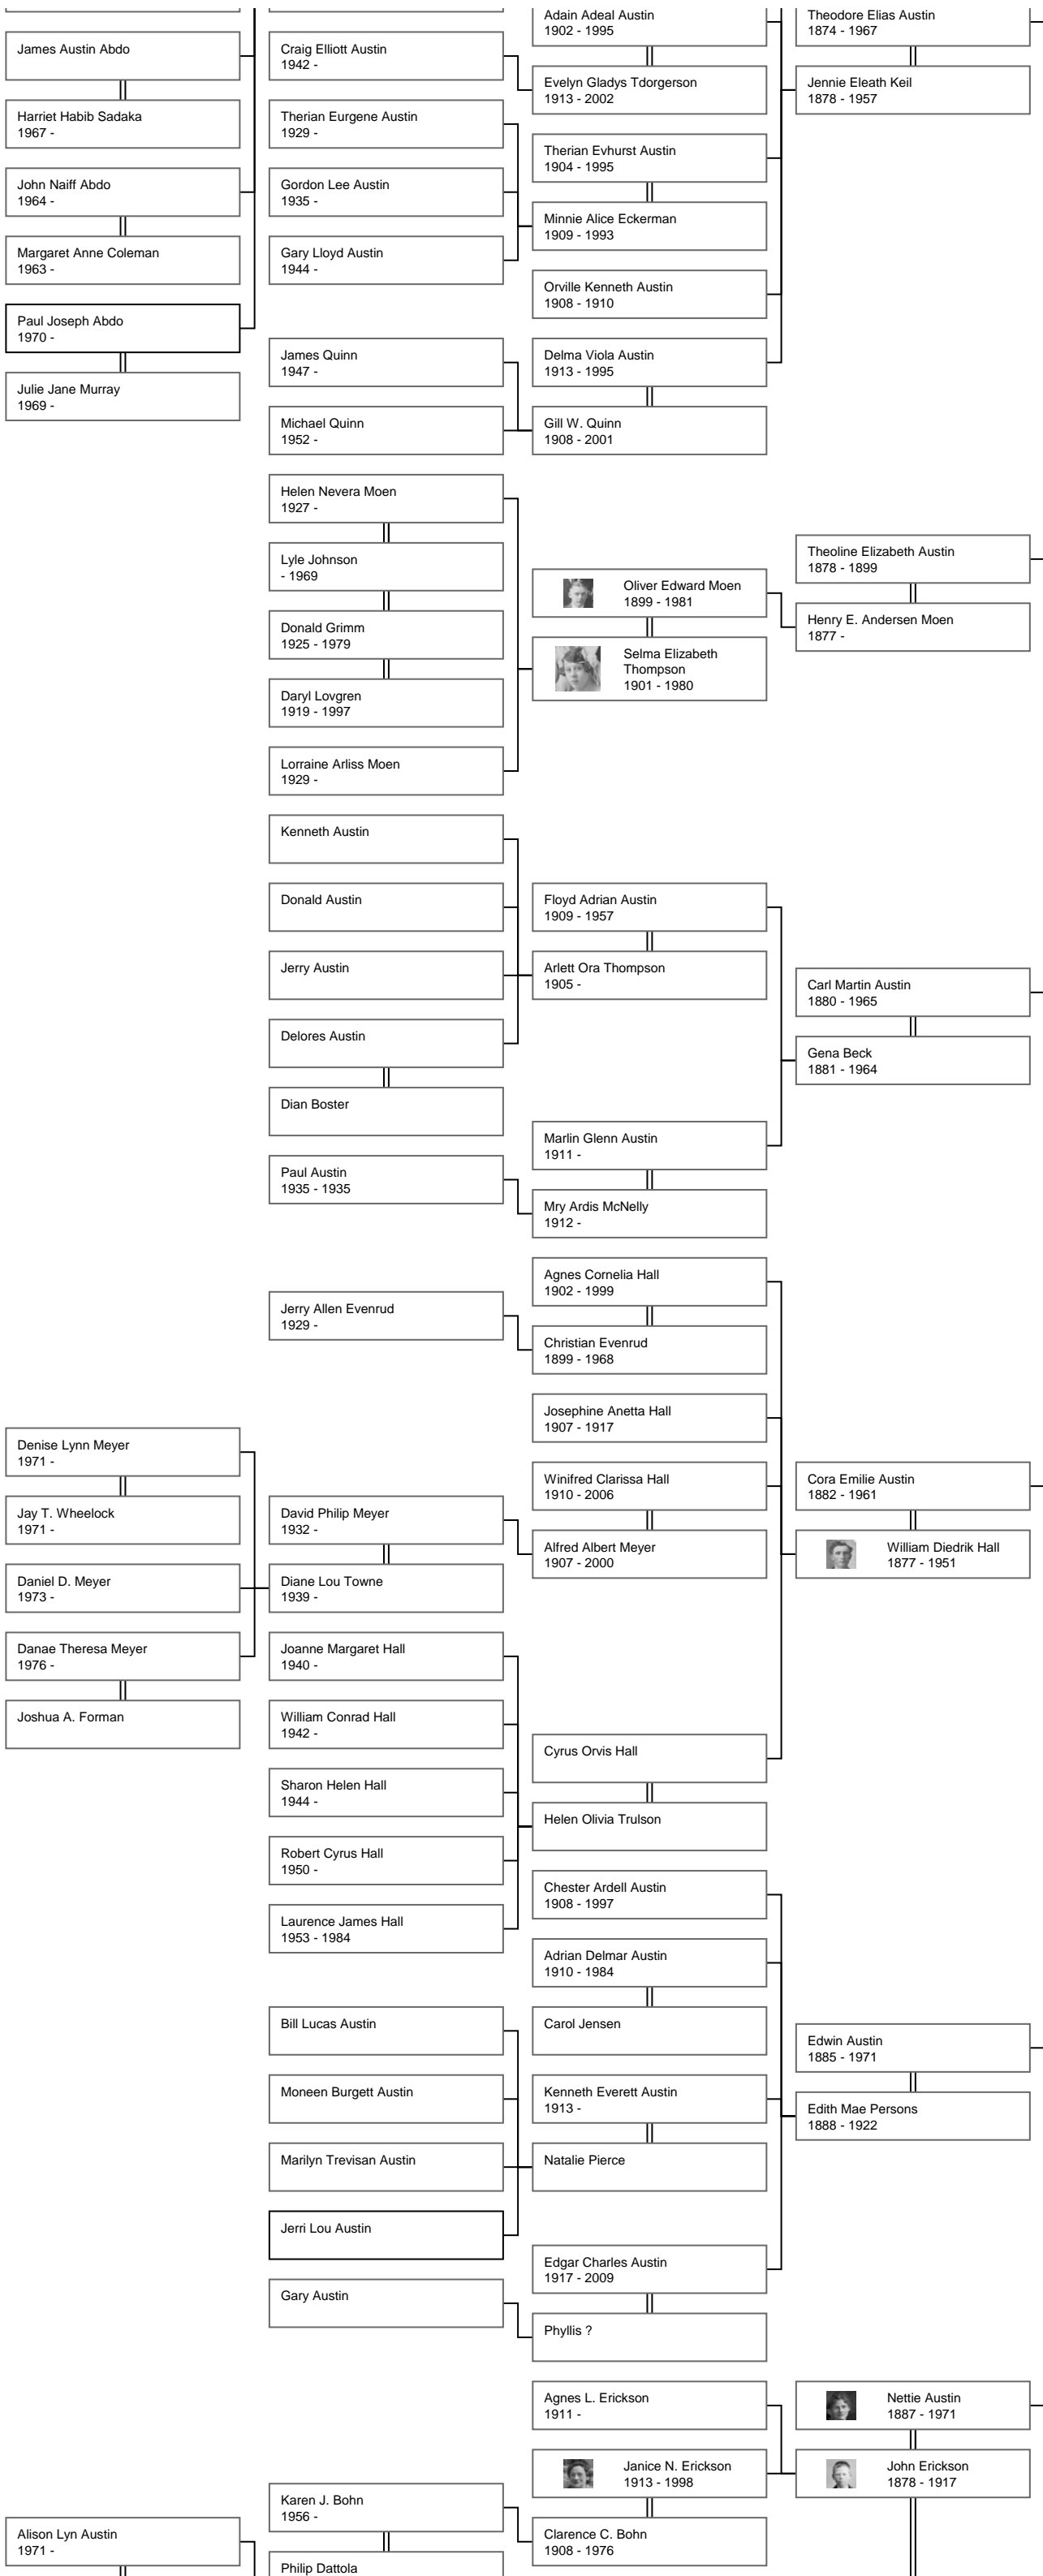 James Austin Abdo
Harriet Habib Sadaka
1967 -
John Naiff Abdo
1964 -
Margaret Anne Coleman
1963 -
Paul Joseph Abdo
1970 -
Julie Jane Murray
1969 -
Denise Lynn Meyer
1971 -
Jay T. Wheelock
1971 -
Daniel D. Meyer
1973 -
Danae Theresa Meyer
1976 -
Joshua A. Forman
Alison Lyn Austin
1971 -
Craig Elliott Austin
1942 -
Therian Eurgene Austin
1929 -
Gordon Lee Austin
1935 -
Gary Lloyd Austin
1944 -
James Quinn
1947 -
Michael Quinn
1952 -
Helen Nevera Moen
1927 -
Lyle Johnson
- 1969
Donald Grimm
1925 - 1979
Daryl Lovgren
1919 - 1997
Lorraine Arliss Moen
1929 -
Kenneth Austin
Donald Austin
Jerry Austin
Delores Austin
Dian Boster
Paul Austin
1935 - 1935
Jerry Allen Evenrud
1929 -
David Philip Meyer
1932 -
Diane Lou Towne
1939 -
Joanne Margaret Hall
1940 -
William Conrad Hall
1942 -
Sharon Helen Hall
1944 -
Robert Cyrus Hall
1950 -
Laurence James Hall
1953 - 1984
Bill Lucas Austin
Moneen Burgett Austin
Marilyn Trevisan Austin
Jerri Lou Austin
Gary Austin
Karen J. Bohn
1956 -
Philip Dattola
Adain Adeal Austin
1902 - 1995
Evelyn Gladys Tdorgerson
1913 - 2002
Therian Evhurst Austin
1904 - 1995
Minnie Alice Eckerman
1909 - 1993
Orville Kenneth Austin
1908 - 1910
Delma Viola Austin
1913 - 1995
Gill W. Quinn
1908 - 2001
Oliver Edward Moen
1899 - 1981
Selma Elizabeth
Thompson
1901 - 1980
Floyd Adrian Austin
1909 - 1957
Arlett Ora Thompson
1905 -
Marlin Glenn Austin
1911 -
Mry Ardis McNelly
1912 -
Agnes Cornelia Hall
1902 - 1999
Christian Evenrud
1899 - 1968
Josephine Anetta Hall
1907 - 1917
Winifred Clarissa Hall
1910 - 2006
Alfred Albert Meyer
1907 - 2000
Cyrus Orvis Hall
Helen Olivia Trulson
Chester Ardell Austin
1908 - 1997
Adrian Delmar Austin
1910 - 1984
Carol Jensen
Kenneth Everett Austin
1913 -
Natalie Pierce
Edgar Charles Austin
1917 - 2009
Phyllis ?
Agnes L. Erickson
1911 -
Janice N. Erickson
1913 - 1998
Clarence C. Bohn
1908 - 1976
Theodore Elias Austin
1874 - 1967
Jennie Eleath Keil
1878 - 1957
Theoline Elizabeth Austin
1878 - 1899
Henry E. Andersen Moen
1877 -
Carl Martin Austin
1880 - 1965
Gena Beck
1881 - 1964
Cora Emilie Austin
1882 - 1961
William Diedrik Hall
1877 - 1951
Edwin Austin
1885 - 1971
Edith Mae Persons
1888 - 1922
Nettie Austin
1887 - 1971
John Erickson
1878 - 1917